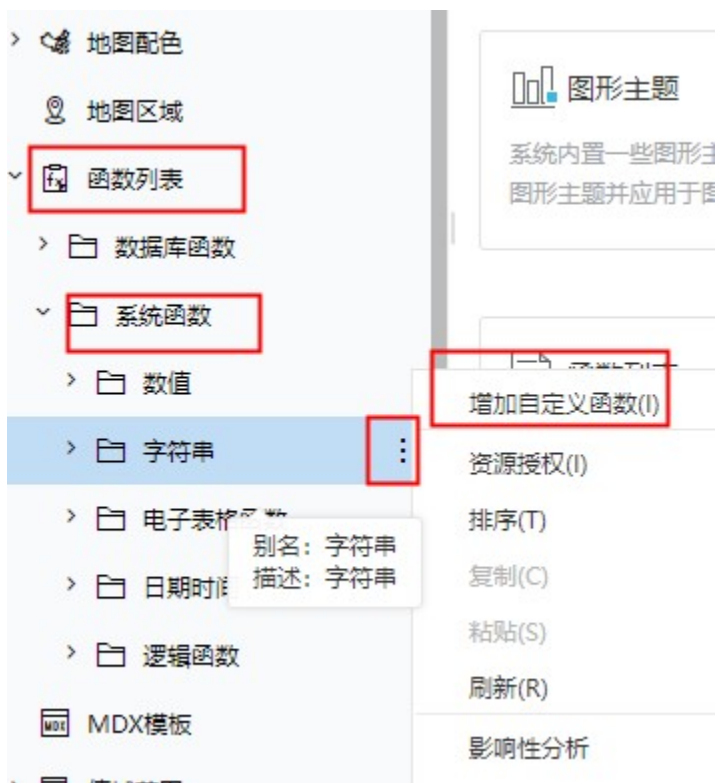 地图配色
地图区域
函数列表
数据库函数
系统函数
数值
字符串
电子表格函数
别名：字符串
描述：字符串
日期时间
逻辑函数
MDX模板
图形主题
系统内置一些图形主
图形主题并应用于图
增加自定义函数(I)
资源授权(I)
排序(T)
复制(C)
粘贴(S)
刷新(R)
影响性分析